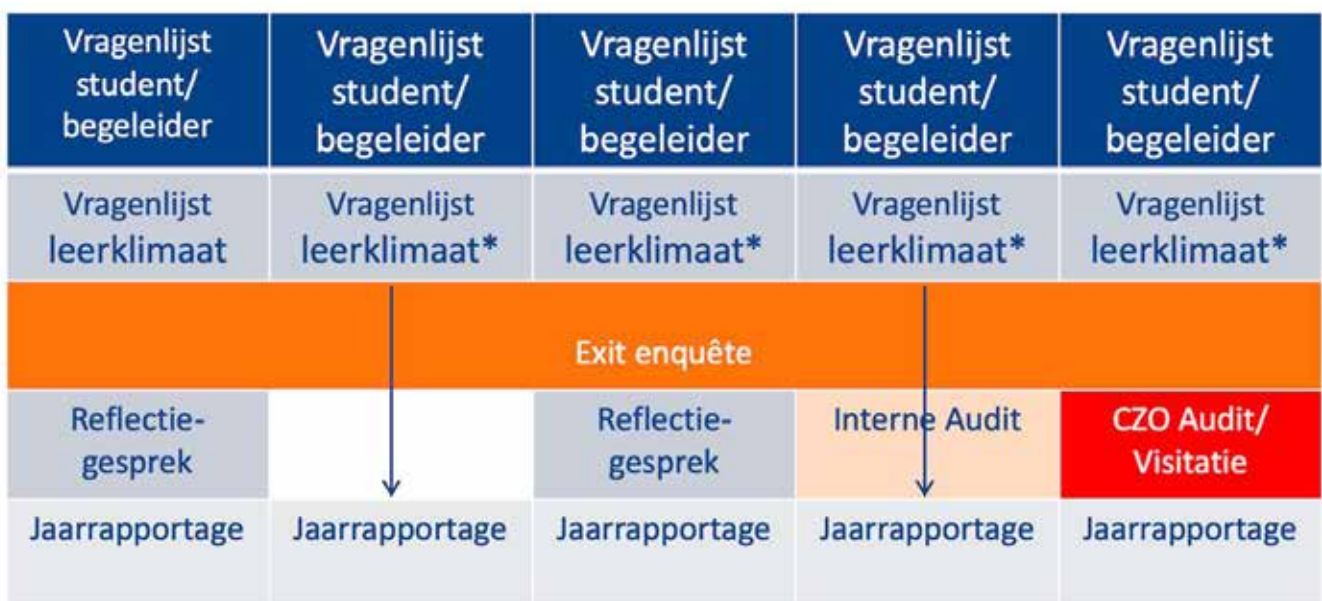 Vragenlijst
student/
begeleider
Vragenlijst
student/
begeleider
Vragenlijst
student/
begeleider
Vragenlijst
student/
begeleider
Vragenlijst
student/
begeleider
Vragenlijst
leerklimaat
Vragenlijst
leerklimaat*
Vragenlijst
leerklimaat*
Vragenlijst
leerklimaat*
Vragenlijst
leerklimaat*
Exit enquête
Reflectie-
gesprek
Reflectie-
gesprek
Interne Audit
CZO Audit/
Visitatie
Jaarrapportage
Jaarrapportage
Jaarrapportage
Jaarrapportage
Jaarrapportage